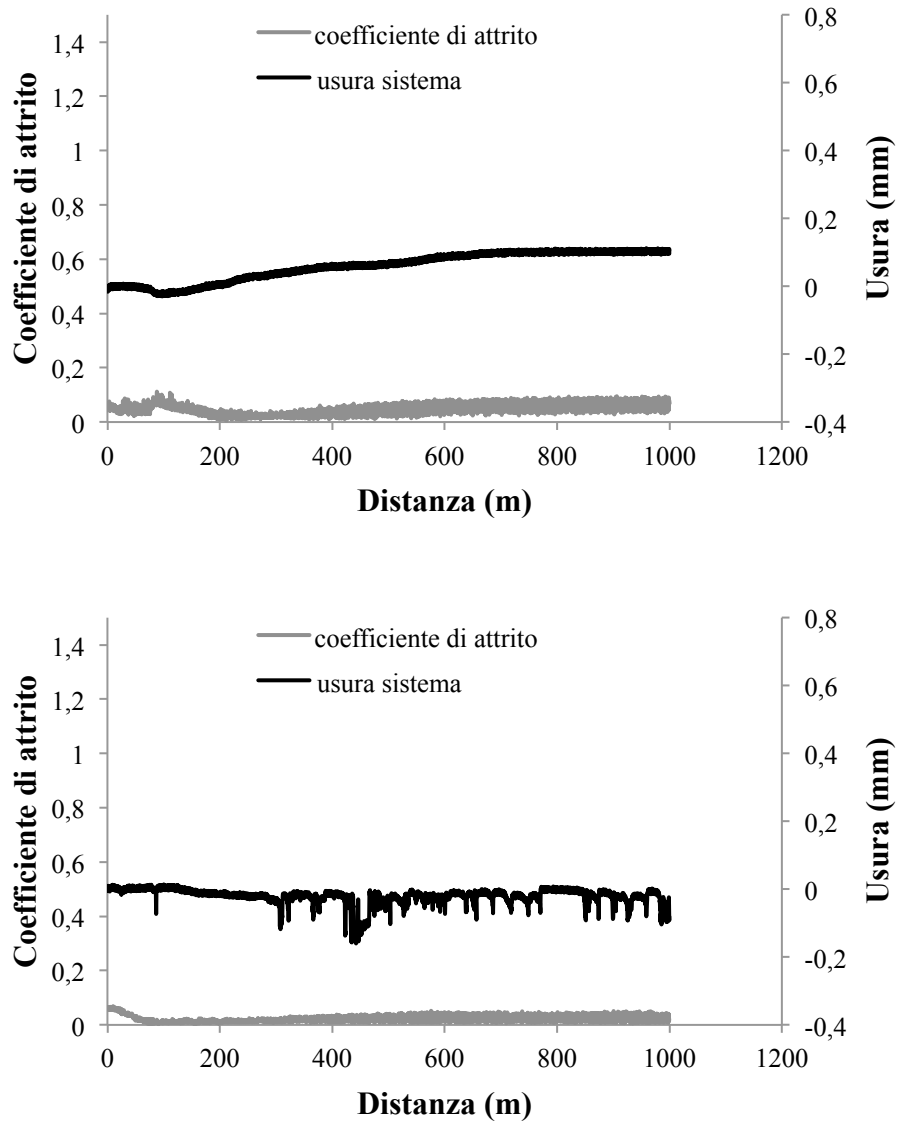 coefficiente di attrito
usura sistema
Coefficiente di attrito
1,4
1,2
1
0,8
0,6
0,4
0,2
0
0,8
0,6
0,4
0,2
0
-0,2
-0,4
Usura (mm)
0 200 400 600 800 1000 1200
Distanza (m)
coefficiente di attrito
usura sistema
Coefficiente di attrito
1,4
1,2
1
0,8
0,6
0,4
0,2
0
0,8
0,6
0,4
0,2
0
-0,2
-0,4
Usura (mm)
0 200 400 600 800 1000 1200
Distanza (m)